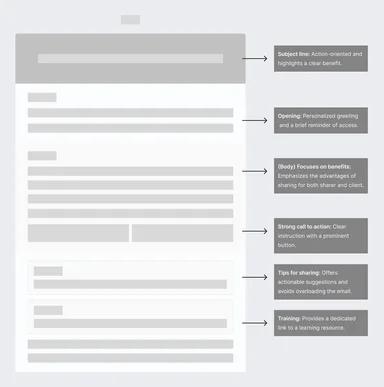 Subject line: Action-oriented and
highlights a clear benefit.
Opening: Personalized greeting
and a brief reminder of access.
(Body) Focuses on benefits:
Emphasizes the advantages of
sharing for both sharer and client.
Strong call to action: Clear
instruction with a prominent
button.
Tips for sharing: Offers
actionable suggestions and
avoids overloading the email.
Training: Provides a dedicated
link to a learning resource.